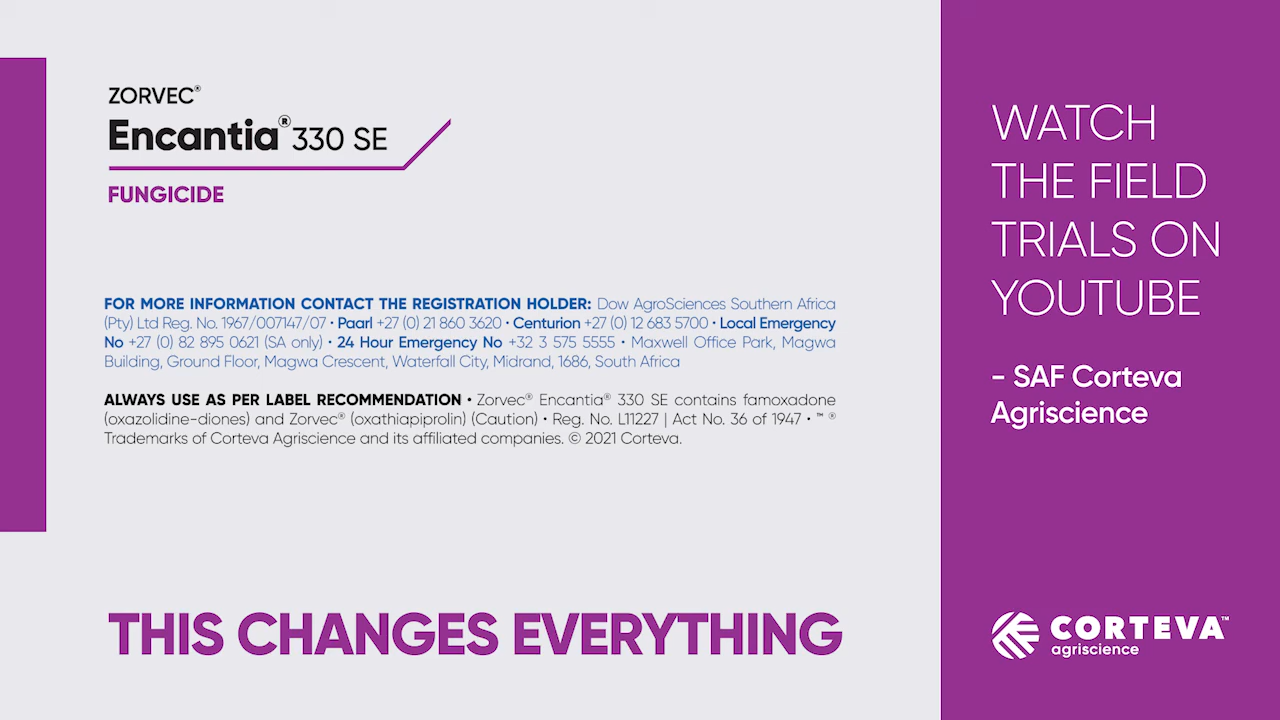 ZORVEC®
Encantia® 330 SE
FUNGICIDE
FOR MORE INFORMATION CONTACT THE REGISTRATION HOLDER: Dow AgroSciences Southern Africa
(Pty) Ltd Reg. No. 1967/007147/07 • Paarl +27 (0) 21 860 3620 • Centurion +27 (0) 12 683 5700 • Local Emergency
No +27 (0) 82 895 0621 (SA only) • 24 Hour Emergency No +32 3 575 5555 • Maxwell Office Park, Magwa
Building, Ground Floor, Magwa Crescent, Waterfall City, Midrand, 1686, South Africa
ALWAYS USE AS PER LABEL RECOMMENDATION • Zorvec® Encantia® 330 SE contains famoxadone
(oxazolidine-diones) and Zorvec® (oxathiapiprolin) (Caution) • Reg. No. L11227 | Act No. 36 of 1947 • ™ ®
Trademarks of Corteva Agriscience and its affiliated companies. © 2021 Corteva.
THIS CHANGES EVERYTHING
WATCH
THE FIELD
TRIALS ON
YOUTUBE
- SAF Corteva
Agriscience
CORTEVA™
agriscience